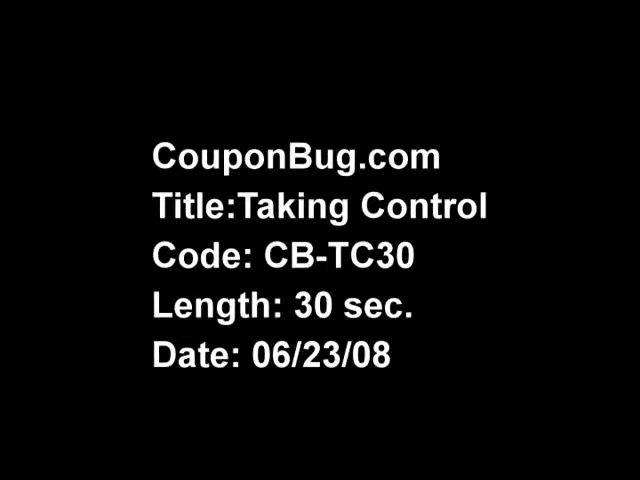 CouponBug.com
Title:Taking Control
Code: CB-TC30
Length: 30 sec.
Date: 06/23/08